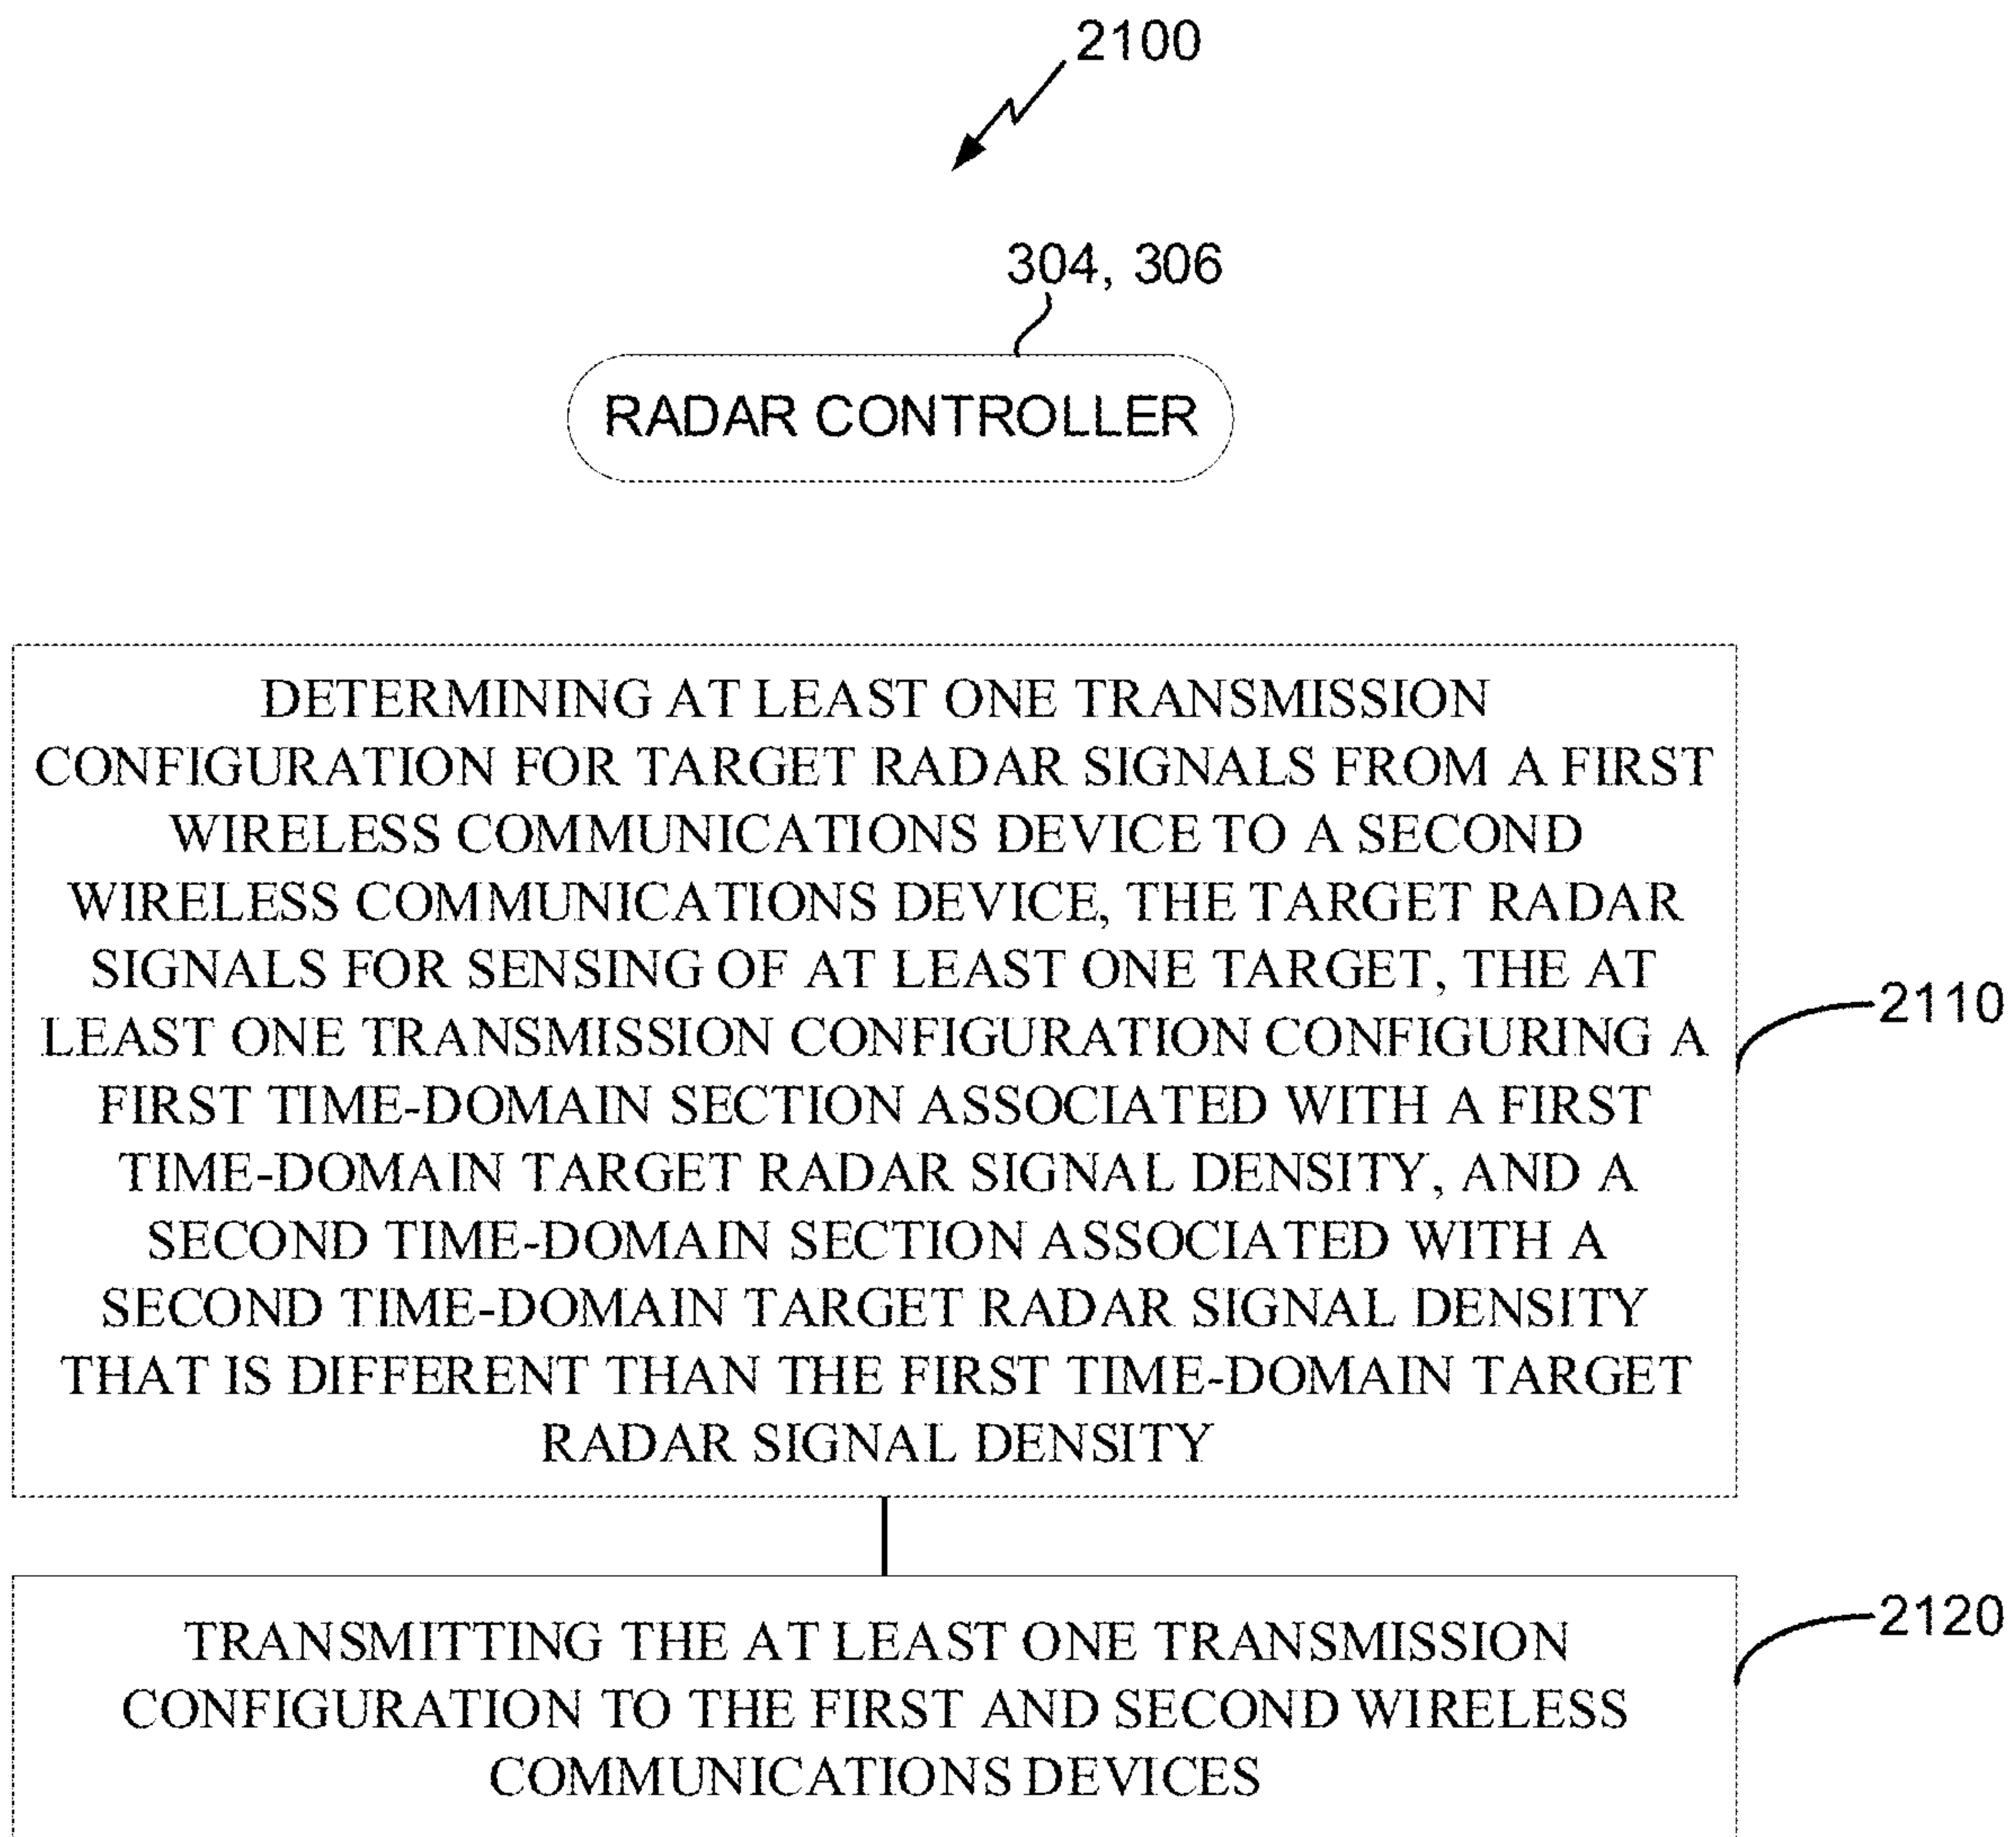 2100
304, 306
RADAR CONTROLLER
DETERMINING AT LEAST ONE TRANSMISSION
CONFIGURATION FOR TARGET RADAR SIGNALS FROM A FIRST
WIRELESS COMMUNICATIONS DEVICE TO A SECOND
WIRELESS COMMUNICATIONS DEVICE, THE TARGET RADAR
SIGNALS FOR SENSING OF AT LEAST ONE TARGET, THE AT
LEAST ONE TRANSMISSION CONFIGURATION CONFIGURING A
FIRST TIME-DOMAIN SECTION ASSOCIATED WITH A FIRST
TIME-DOMAIN TARGET RADAR SIGNAL DENSITY, AND A
SECOND TIME-DOMAIN SECTION ASSOCIATED WITH A
SECOND TIME-DOMAIN TARGET RADAR SIGNAL DENSITY
THAT IS DIFFERENT THAN THE FIRST TIME-DOMAIN TARGET
RADAR SIGNAL DENSITY
2110
TRANSMITTING THE AT LEAST ONE TRANSMISSION
CONFIGURATION TO THE FIRST AND SECOND WIRELESS
COMMUNICATIONS DEVICES
2120